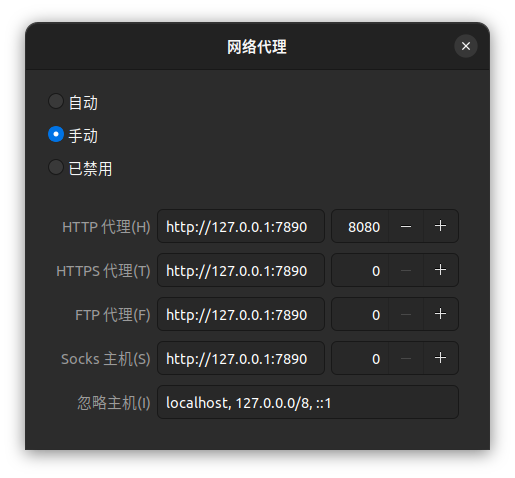 网络代理
自动
手动
已禁用
HTTP 代理(H) http://127.0.0.1:7890 8080
HTTPS 代理(T) http://127.0.0.1:7890 0
FTP 代理(F) http://127.0.0.1:7890 0
Socks 主机(S) http://127.0.0.1:7890 0
忽略主机(I) localhost, 127.0.0.0/8, ::1